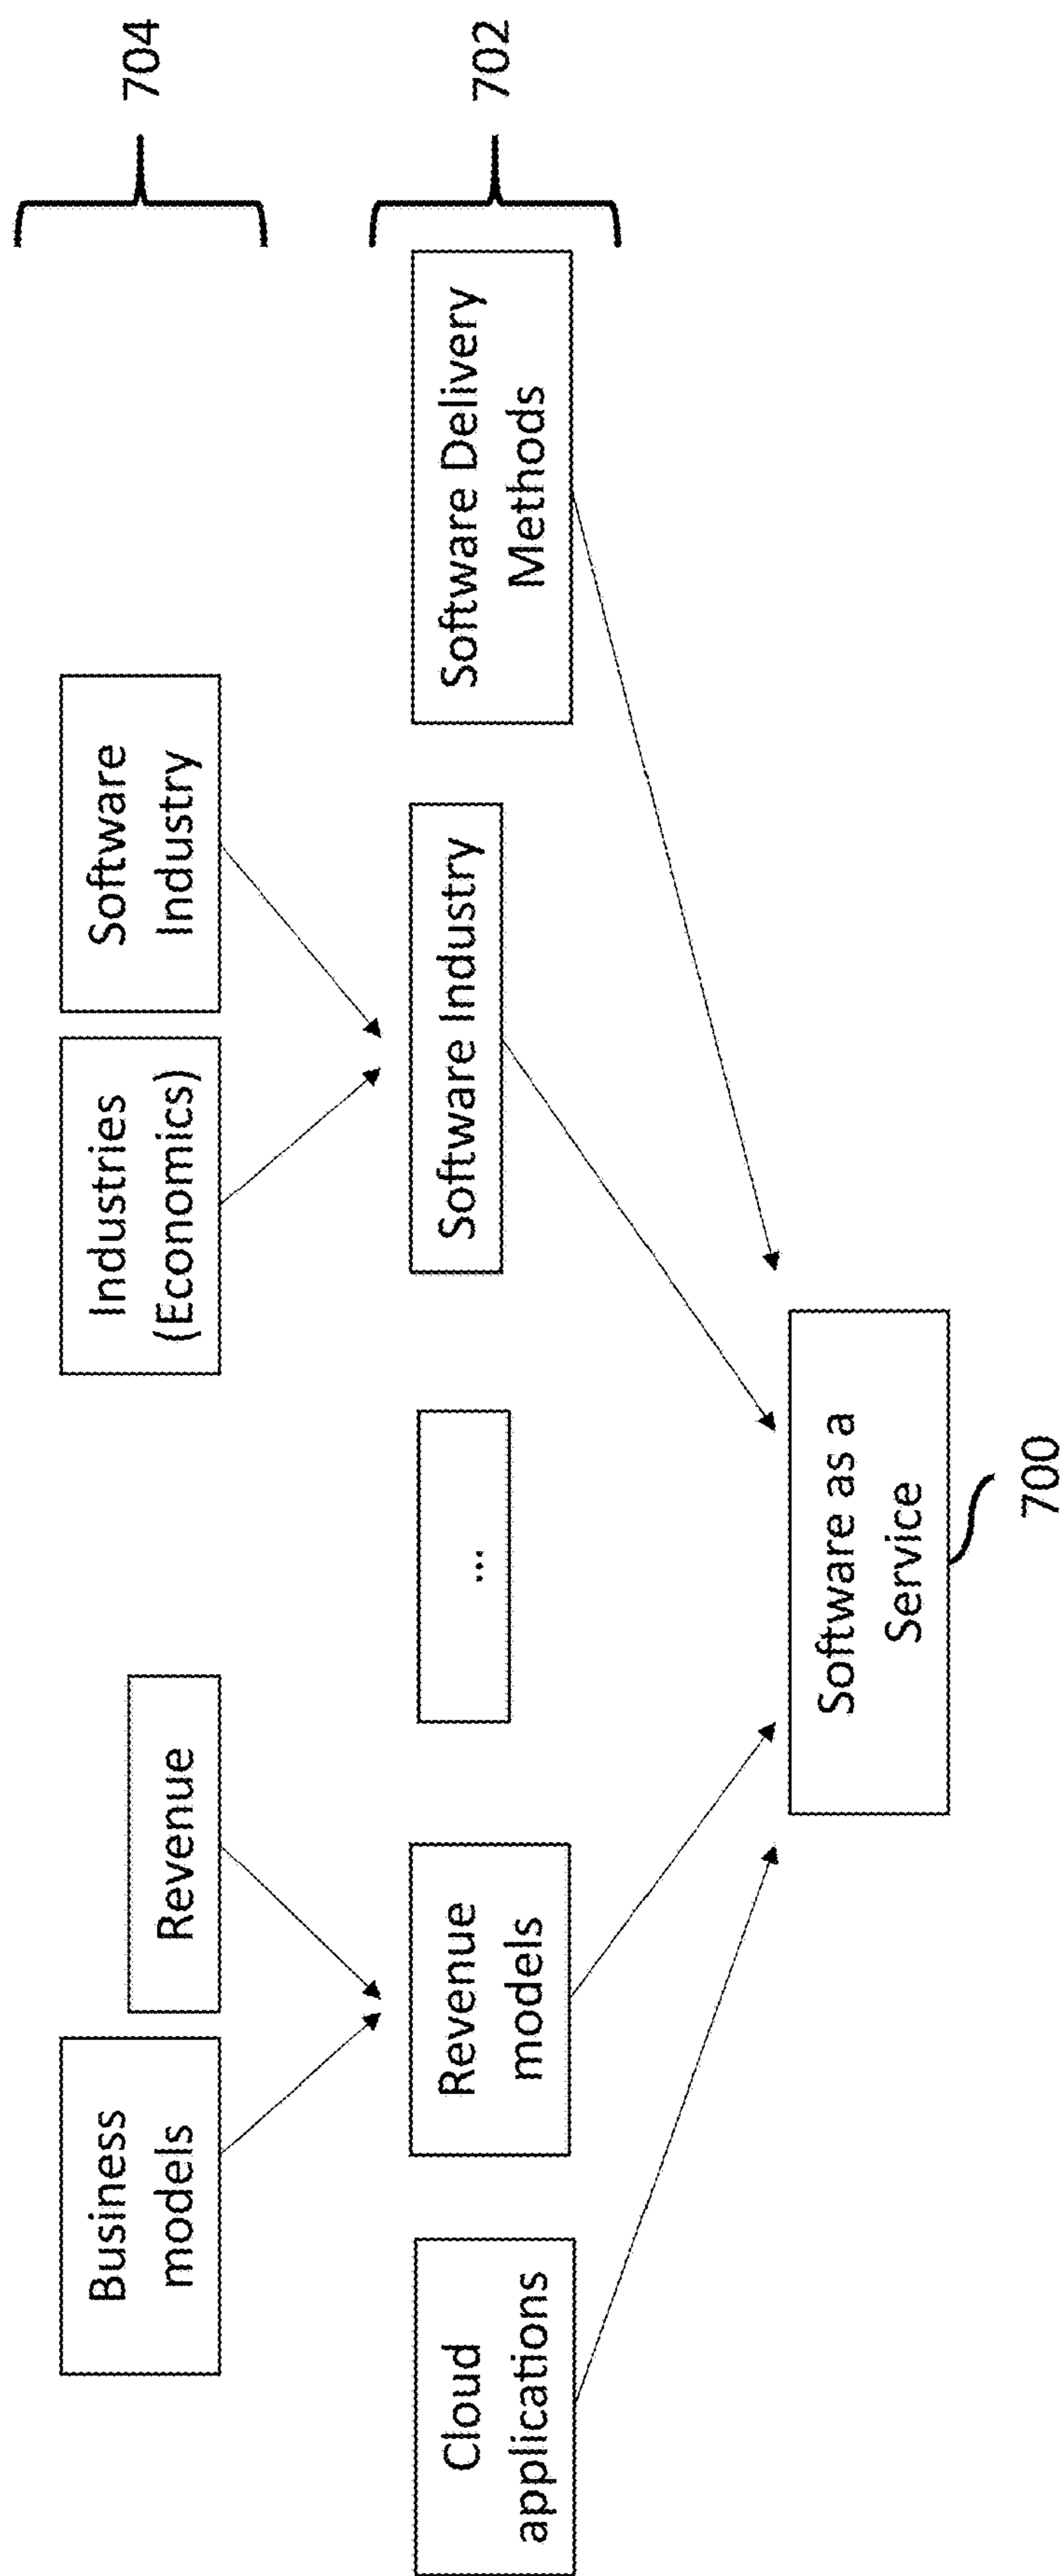 Business
models
Revenue
Industries
(Economics)
Software
Industry
704
Cloud
applications
Revenue
models
...
Software Industry
Software Delivery
Methods
702
Software as a
Service
700